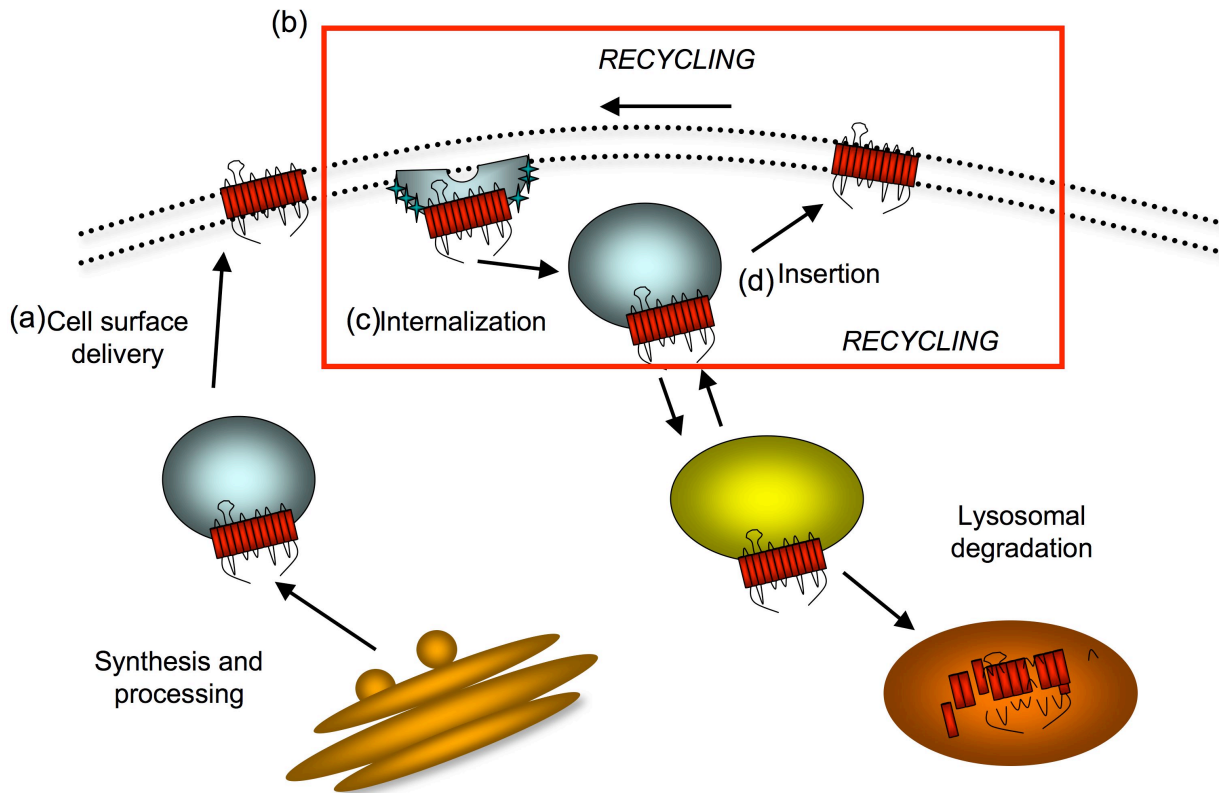 (b)
RECYCLING
(a) Cell surface
delivery
(c) Internalization
(d) Insertion
RECYCLING
Lysosomal
degradation
Synthesis and
processing